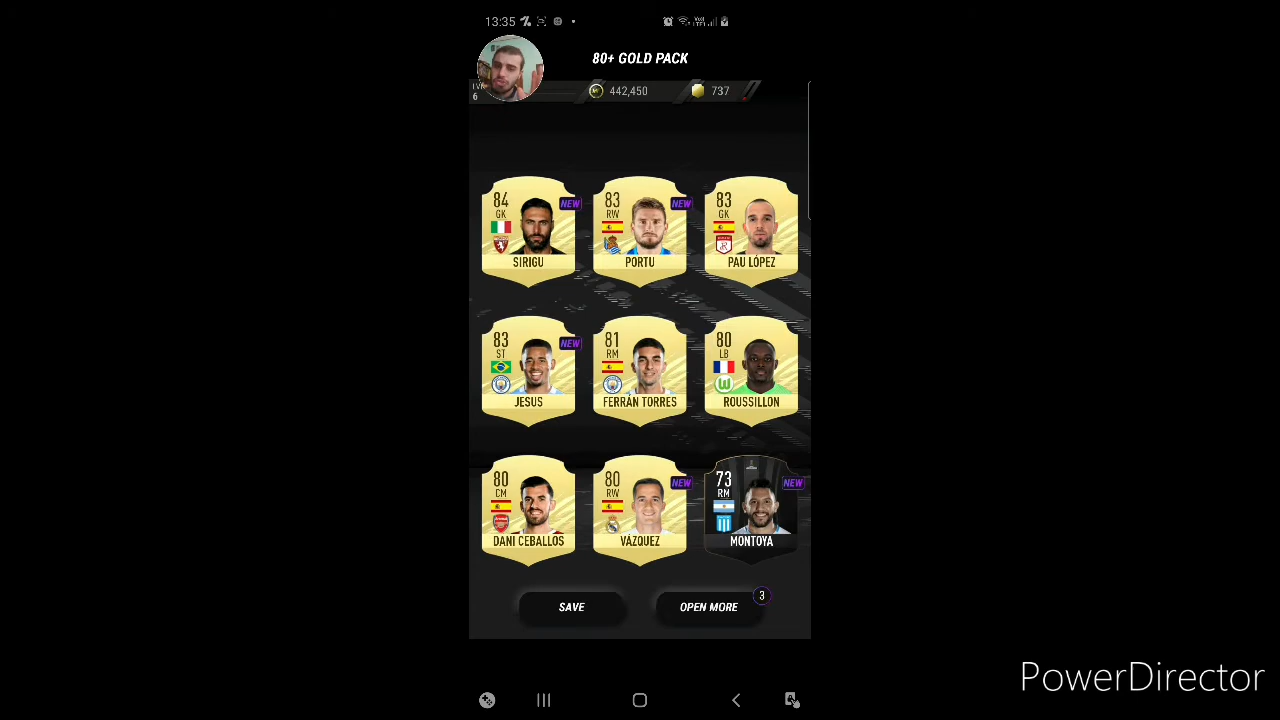 13:35
80+ GOLD PACK
LVL
6
442,450
737
84
GK
NEW
SIRIGU
83
RW
NEW
PORTU
83
GK
PAU LÓPEZ
83
ST
NEW
JESUS
81
RM
FERRÁN TORRES
80
LB
ROUSSILLON
80
CM
DANI CEBALLOS
80
RW
NEW
VÁZQUEZ
73
RM
NEW
MONTOYA
SAVE
OPEN MORE
3
PowerDirector